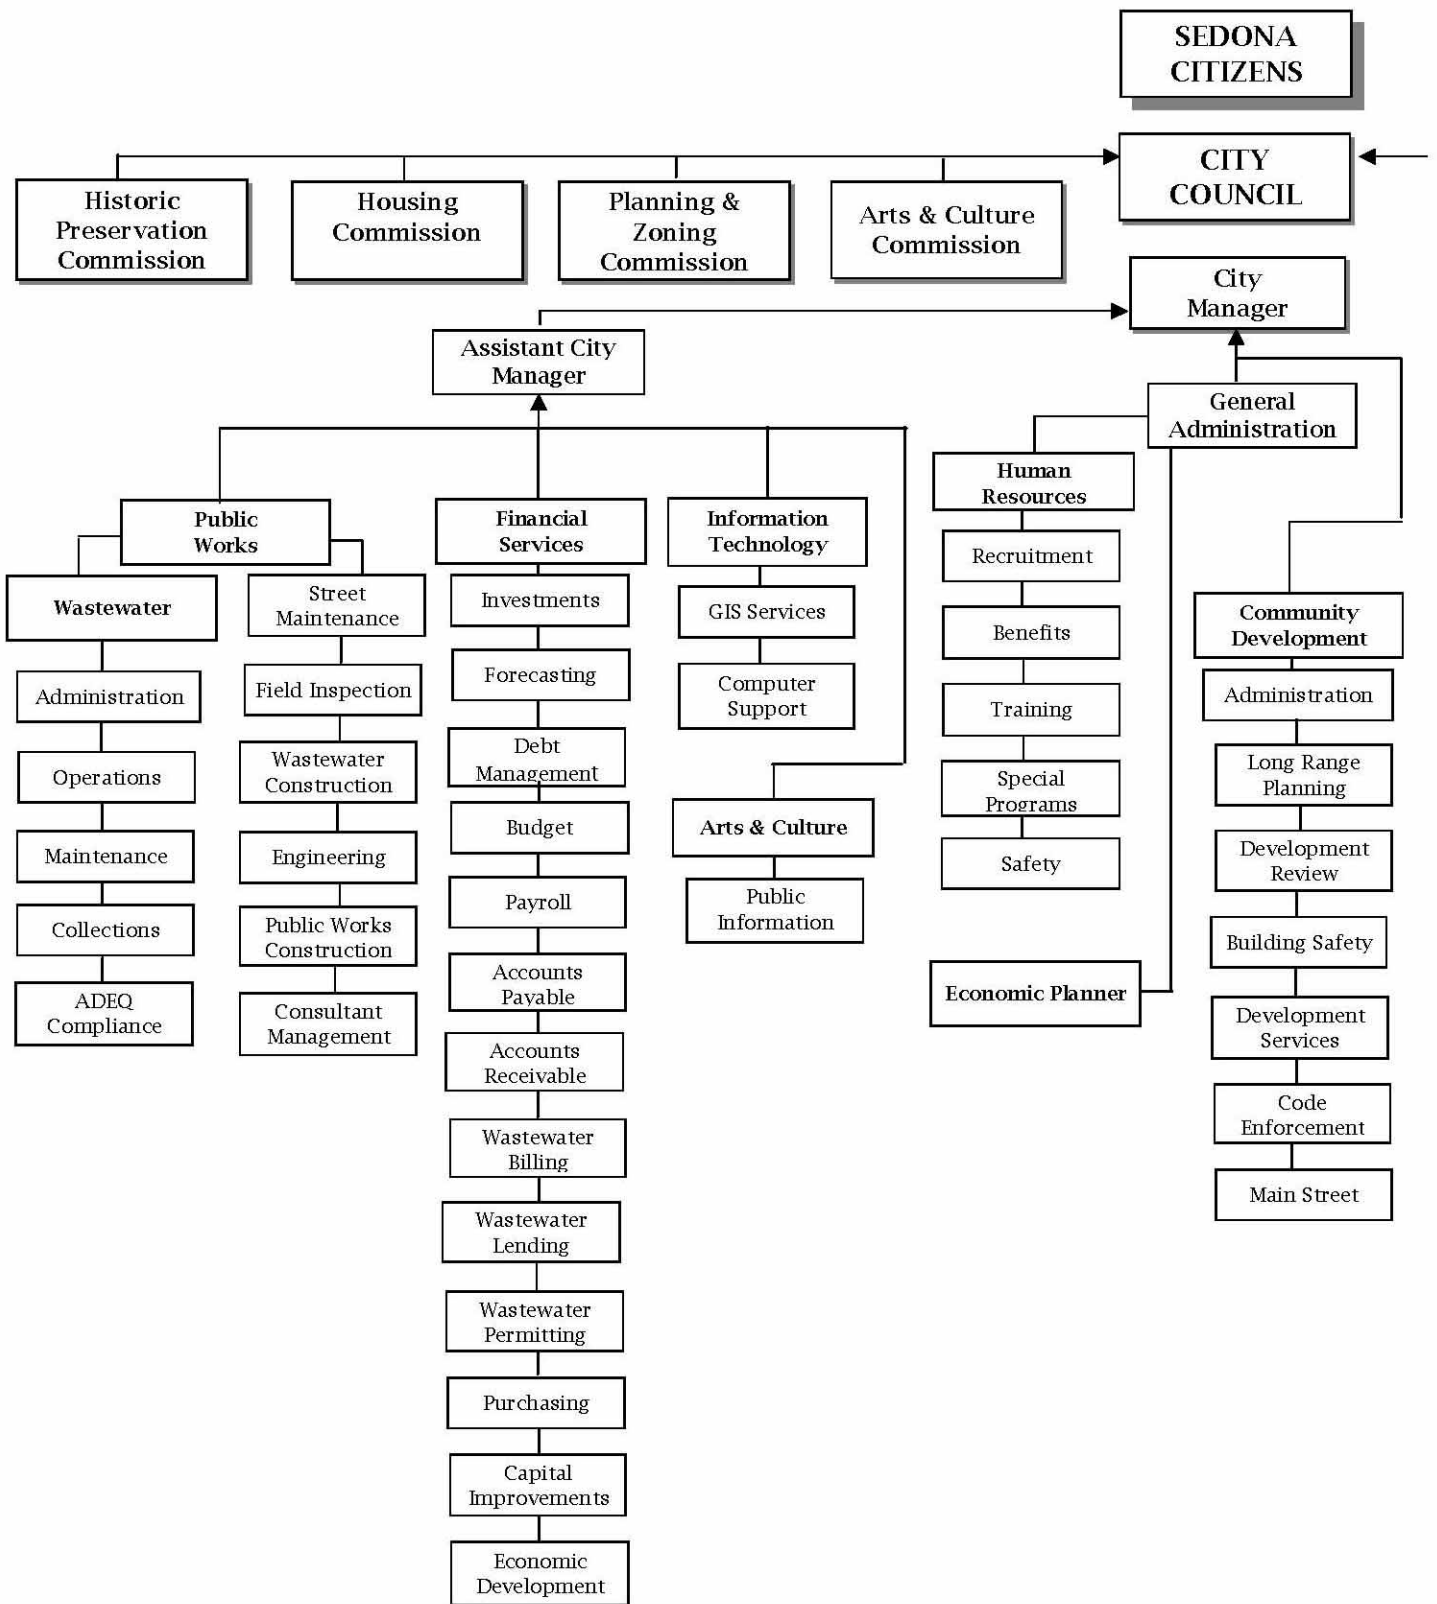 SEDONA
CITIZENS
CITY
COUNCIL
Historic
Preservation
Commission
Housing
Commission
Planning &
Zoning
Commission
Arts & Culture
Commission
City
Manager
Assistant City
Manager
General
Administration
Public
Works
Wastewater
Administration
Operations
Maintenance
Collections
ADEQ
Compliance
Street
Maintenance
Field Inspection
Wastewater
Construction
Engineering
Public Works
Construction
Consultant
Management
Financial
Services
Investments
Forecasting
Debt
Management
Budget
Payroll
Accounts
Payable
Accounts
Receivable
Wastewater
Billing
Wastewater
Lending
Wastewater
Permitting
Purchasing
Capital
Improvements
Economic
Development
Information
Technology
GIS Services
Computer
Support
Arts & Culture
Public
Information
Human
Resources
Recruitment
Benefits
Training
Special
Programs
Safety
Economic Planner
Community
Development
Administration
Long Range
Planning
Development
Review
Building Safety
Development
Services
Code
Enforcement
Main Street